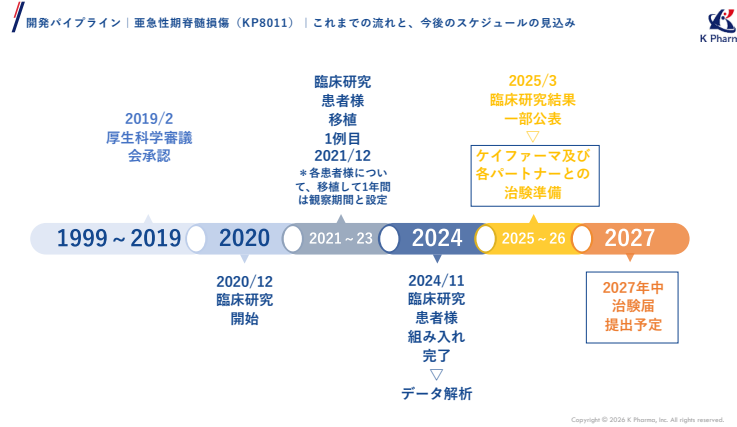 開発パイプライン｜亜急性期脊髄損傷（KP8011）｜これまでの流れと、今後のスケジュールの見込み
K Pharm
2019/2
厚生科学審議
会承認
臨床研究
患者様
移植
1例目
2021/12
＊各患者様につい
て、移植して1年間
は観察期間と設定
2025/3
臨床研究結果
一部公表
▽
ケイファーマ及び
各パートナーとの
治験準備
1999～2019
2020
2021～23
2024
2025～26
2027
2020/12
臨床研究
開始
2024/11
臨床研究
患者様
組み入れ
完了
▽
データ解析
2027年中
治験届
提出予定
Copyright © 2026 K Pharma, Inc. All rights reserved.